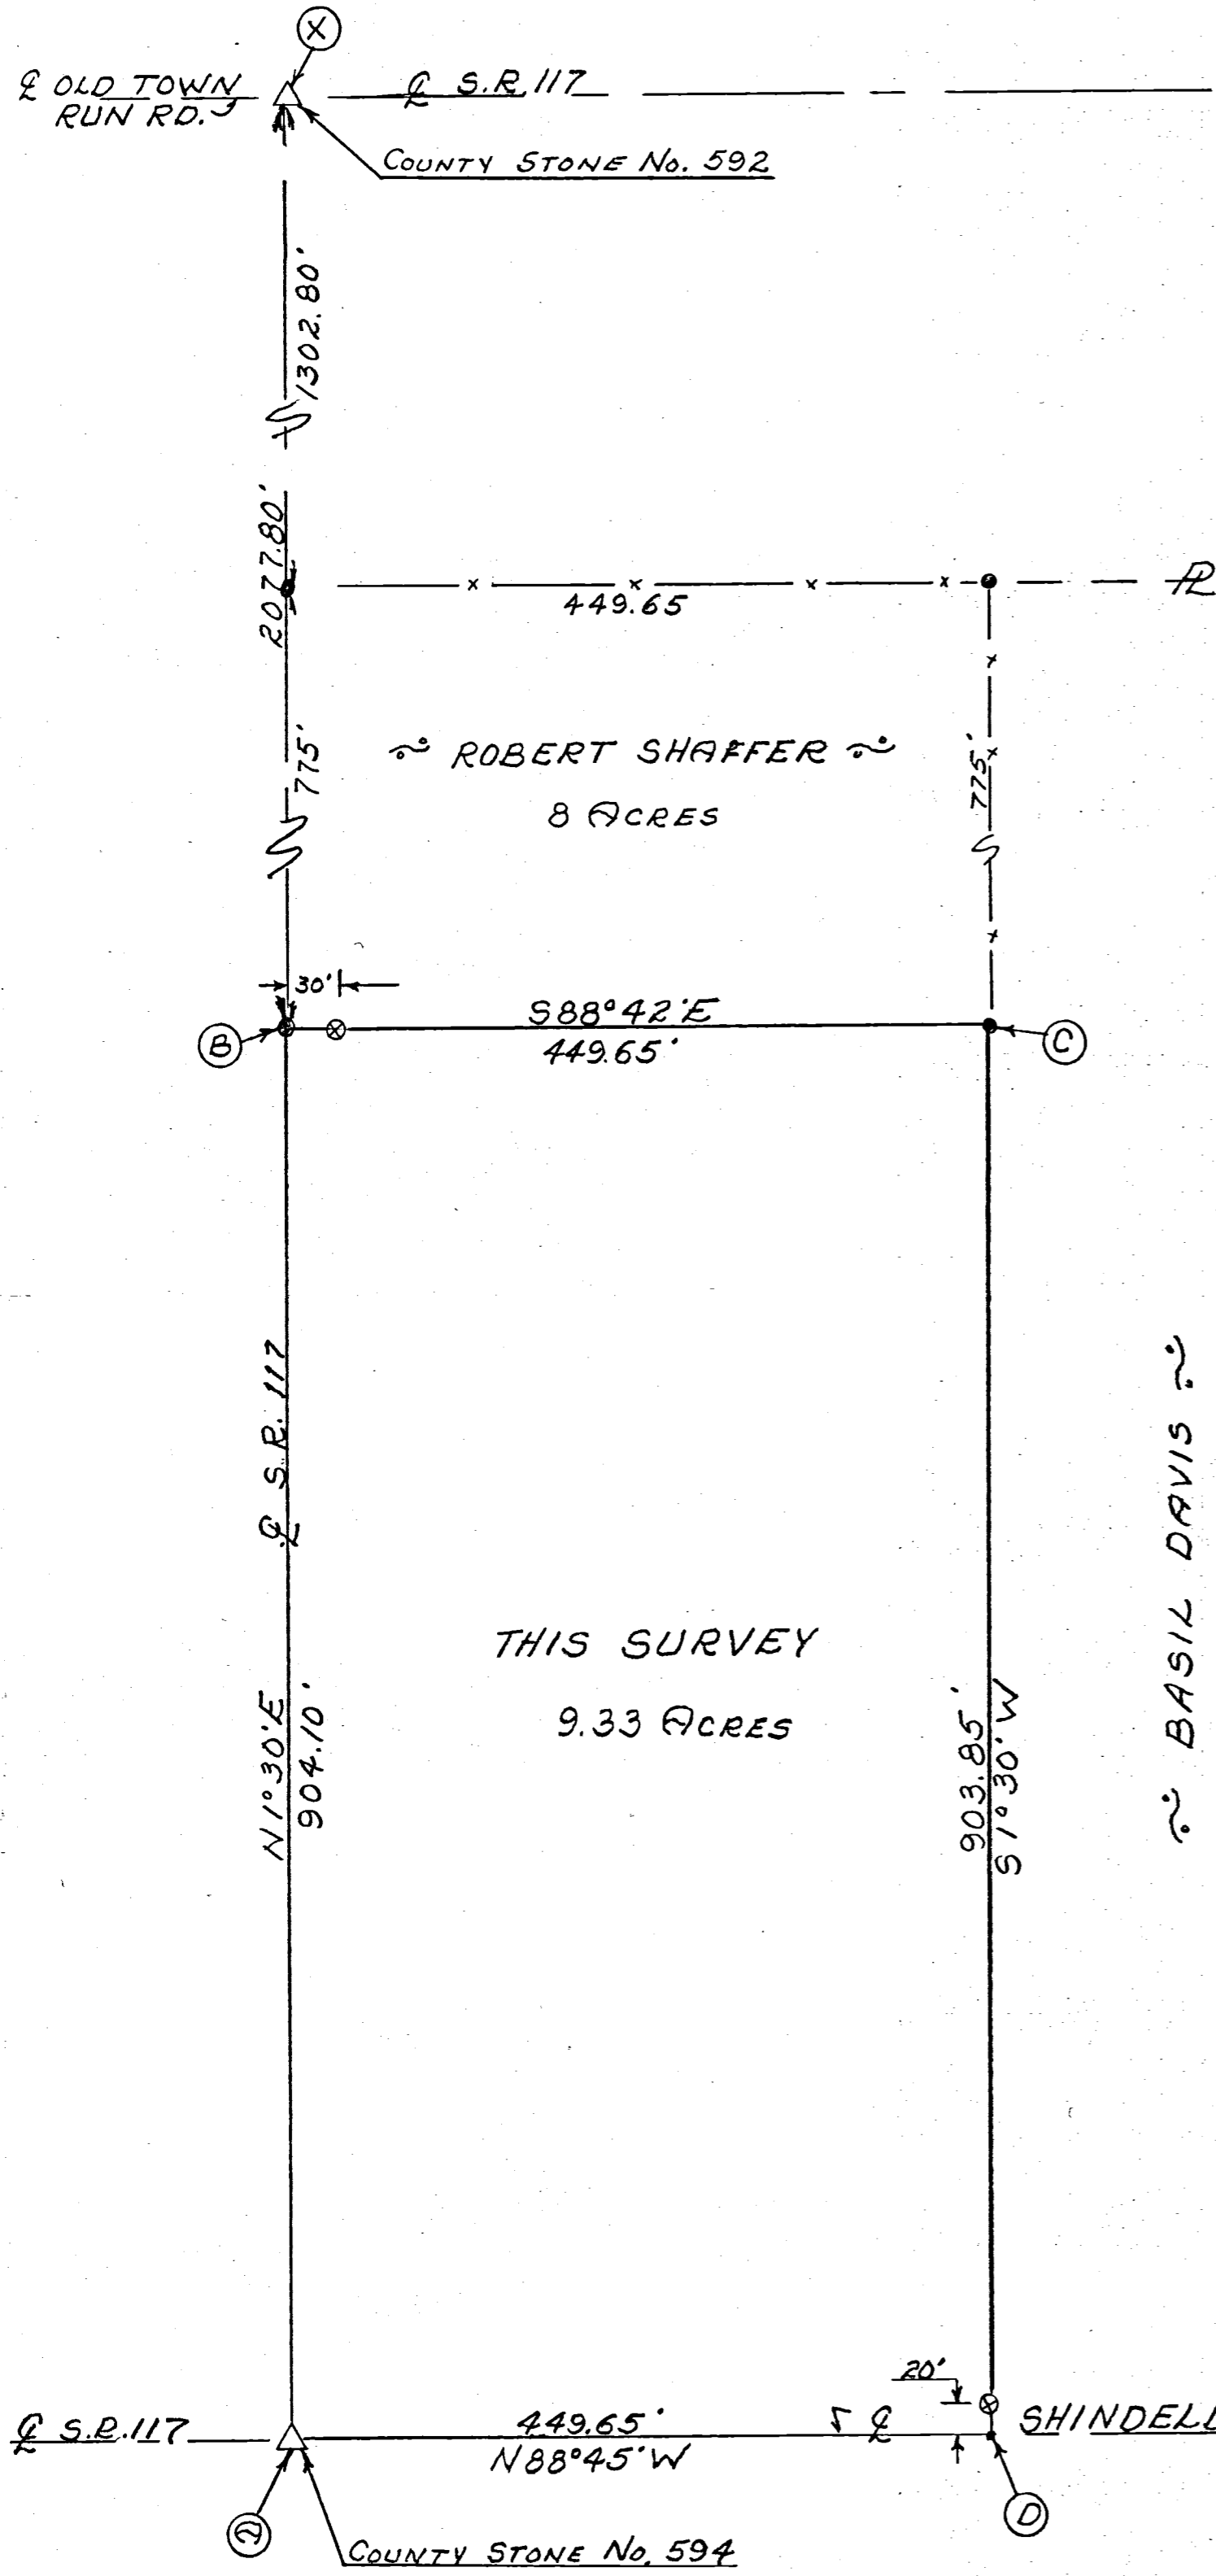 X
℄ OLD TOWN
RUN RD.
℄ S.R. 117
COUNTY STONE No. 592
1302.80'
2077.80'
449.65
PL
775'
ROBERT SHAFFER
8 ACRES
775'
30'
B
S88°42'E
449.65'
C
℄ S.R. 117
BASIL DAVIS
THIS SURVEY
9.33 ACRES
N1°30'E
904.10'
903.85'
S1°30'W
20'
℄ S.R. 117
449.65'
N88°45'W
℄
SHINDELL
D
COUNTY STONE No. 594